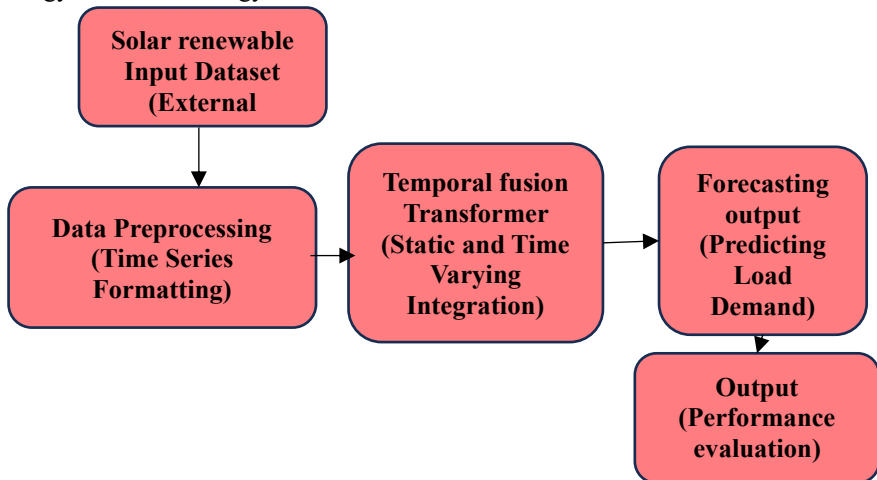 Solar renewable
Input Dataset
(External
Data Preprocessing
(Time Series
Formatting)
Temporal fusion
Transformer
(Static and Time
Varying
Integration)
Forecasting
output
(Predicting
Load
Demand)
Output
(Performance
evaluation)